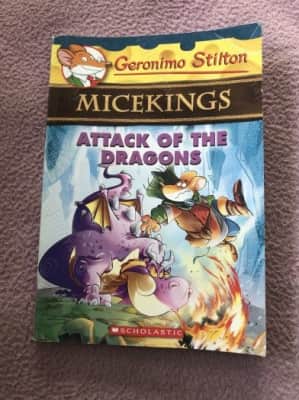 Geronimo Stilton
MICEKINGS
ATTACK OF THE
DRAGONS
SCHOLASTIC